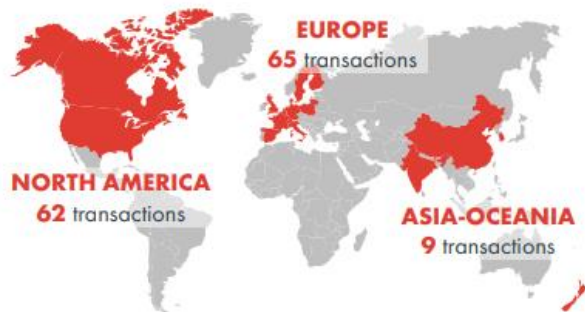 EUROPE
65 transactions
NORTH AMERICA
62 transactions
ASIA-OCEANIA
9 transactions